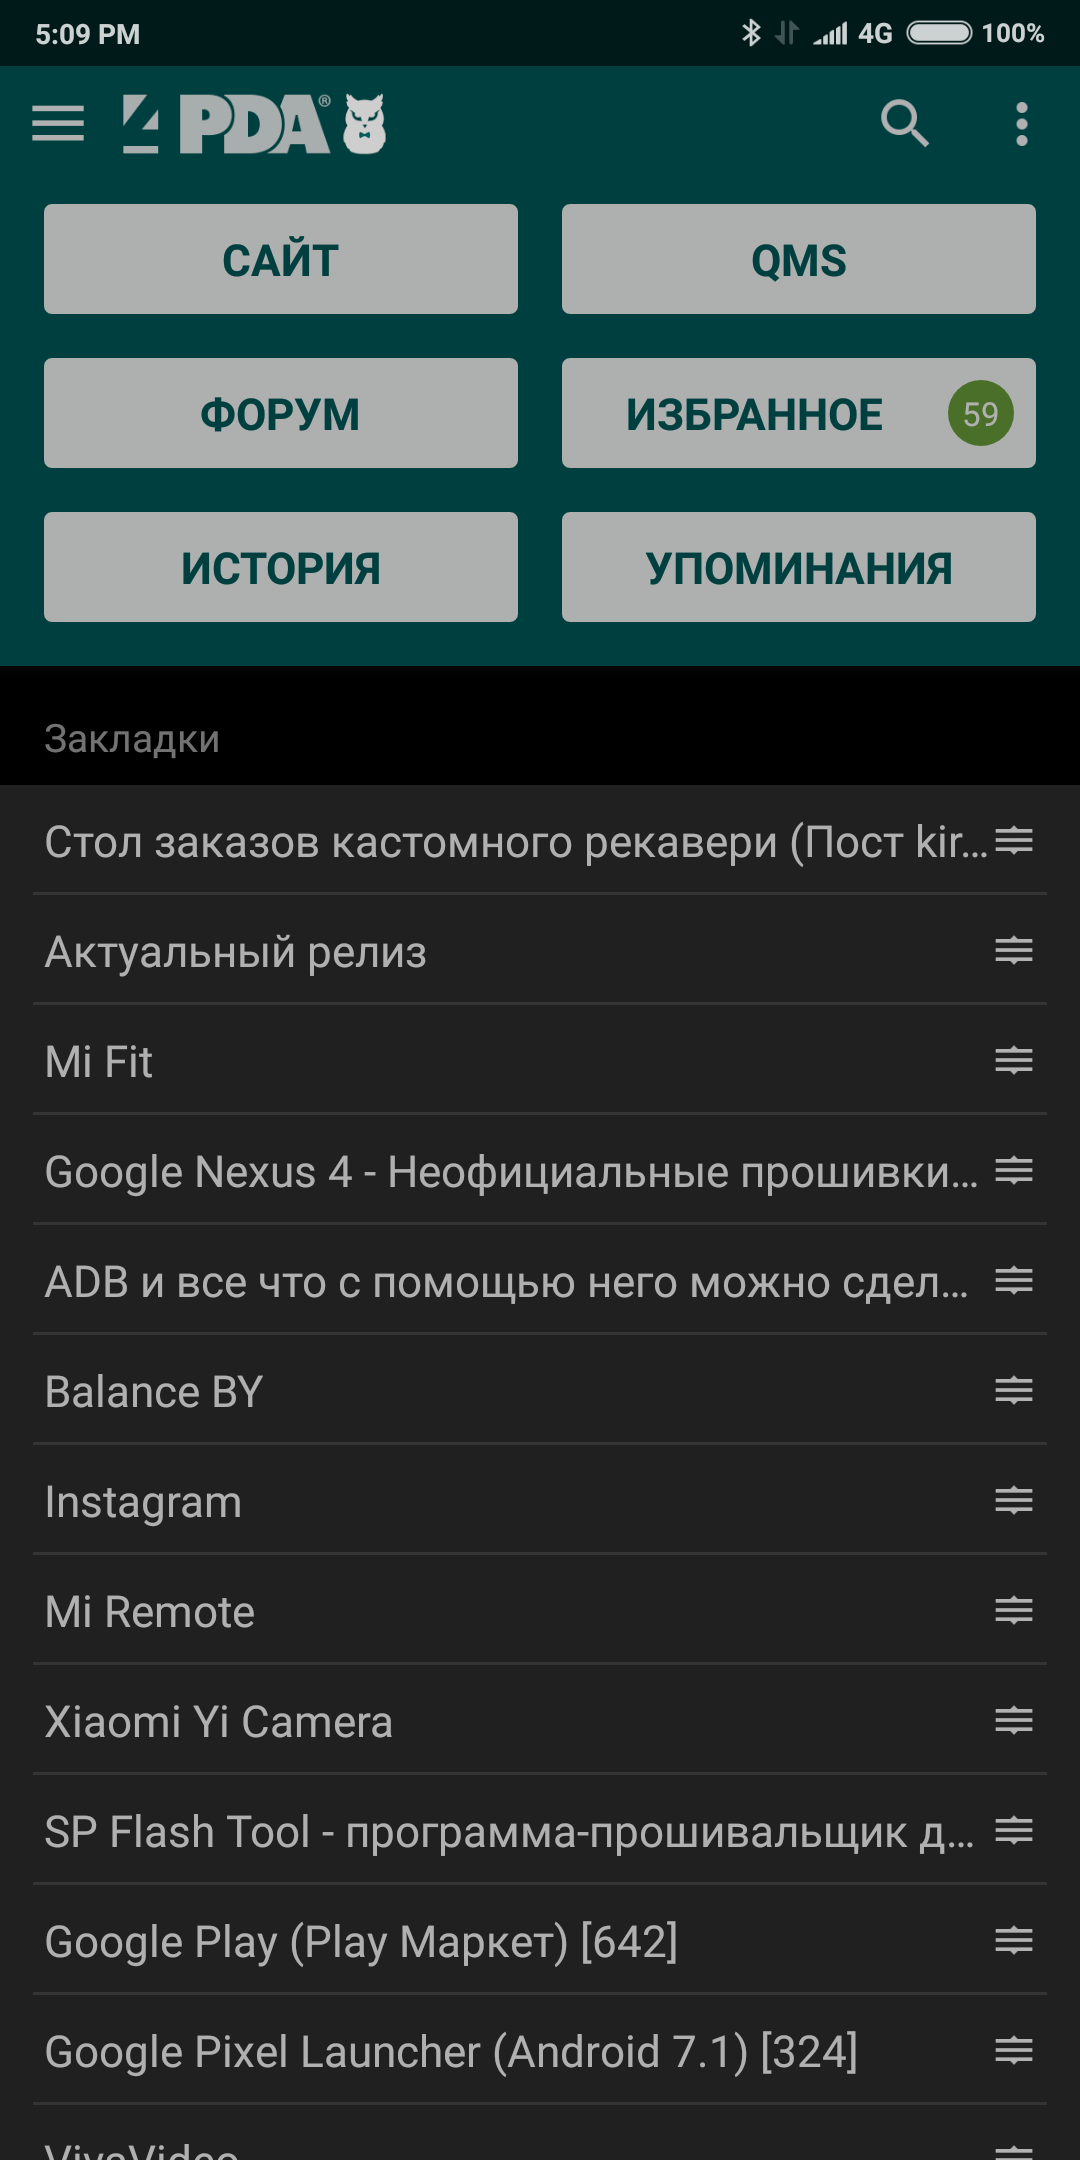 5:09 PM 4G 100%
4PDA®
САЙТ QMS
ФОРУМ ИЗБРАННОЕ 59
ИСТОРИЯ УПОМИНАНИЯ
Закладки
Стол заказов кастомного рекавери (Пост kir...
Актуальный релиз
Mi Fit
Google Nexus 4 - Неофициальные прошивки...
ADB и все что с помощью него можно сдел...
Balance BY
Instagram
Mi Remote
Xiaomi Yi Camera
SP Flash Tool - программа-прошивальщик д...
Google Play (Play Маркет) [642]
Google Pixel Launcher (Android 7.1) [324]
VivaVideo